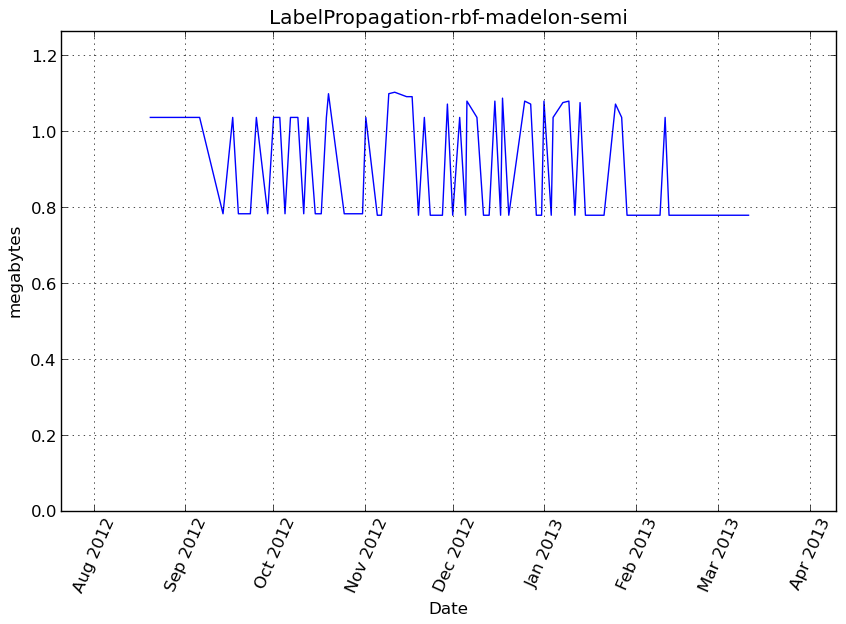 LabelPropagation-rbf-madelon-semi
1.2
1.0
0.8
0.6
0.4
0.2
0.0
megabytes
Aug 2012
Sep 2012
Oct 2012
Nov 2012
Dec 2012
Jan 2013
Feb 2013
Mar 2013
Apr 2013
Date